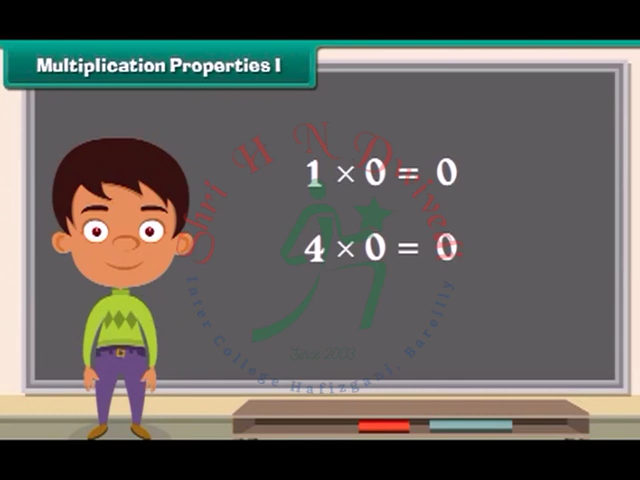 Multiplication Properties I
1 × 0 = 0
4 × 0 = 0
Shri H N Dwivedi
Inter College Hafizganj, Bareilly
Since 2000